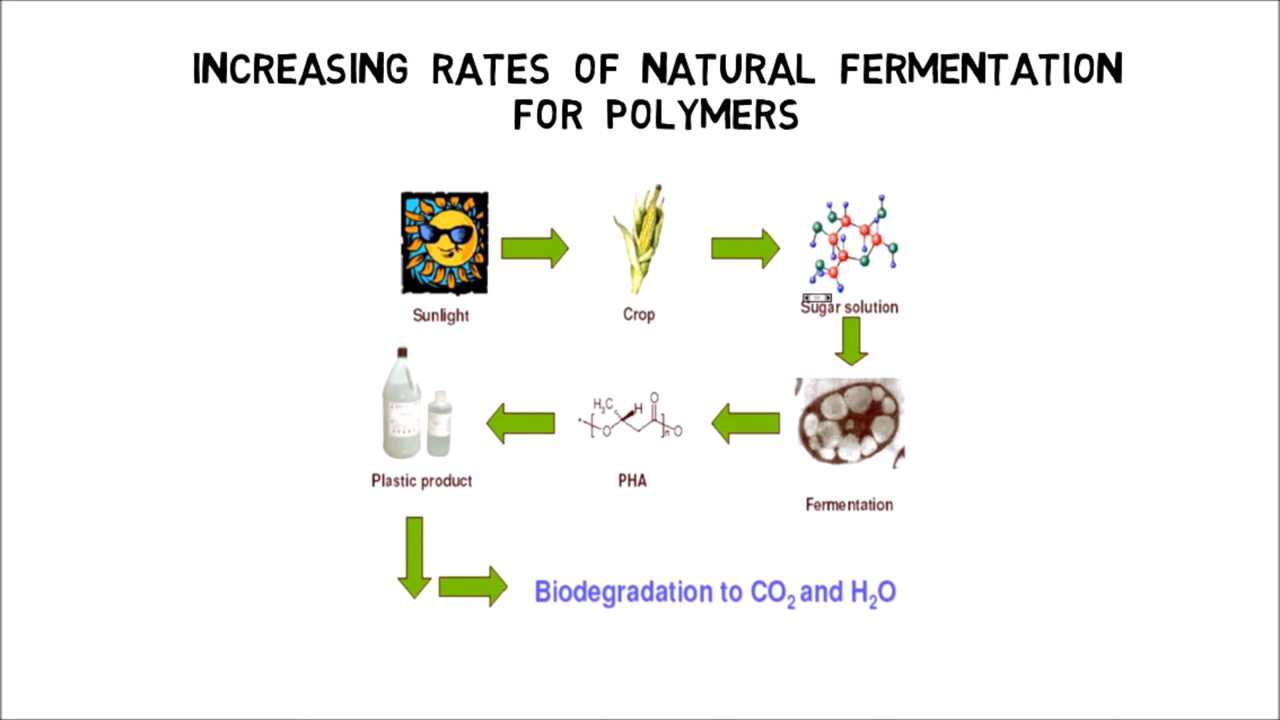 INCREASING RATES OF NATURAL FERMENTATION
FOR POLYMERS
Sunlight
Crop
Sugar solution
H₃C
H
O
O
n
O
Plastic product
PHA
Fermentation
Biodegradation to CO₂ and H₂O